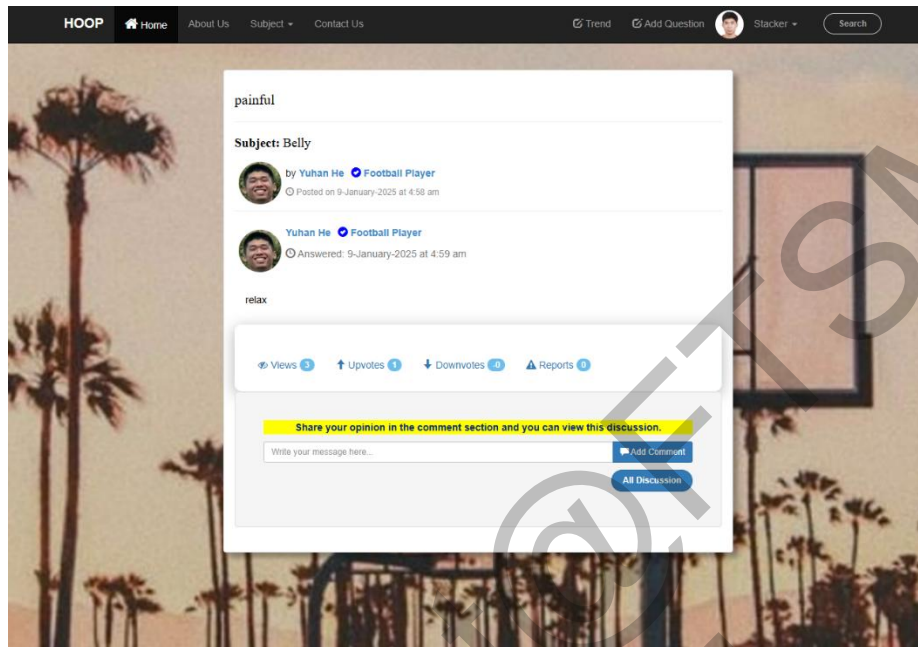 HOOP Home About Us Subject Contact Us Trend Add Question Stacker Search
painful
Subject: Belly
by Yuhan He Football Player
Posted on 9-January-2025 at 4:58 am
Yuhan He Football Player
Answered: 9-January-2025 at 4:59 am
relax
Views 3 Upvotes 1 Downvotes -0 Reports 0
Share your opinion in the comment section and you can view this discussion.
Write your message here...
Add Comment
All Discussion
@FTSM